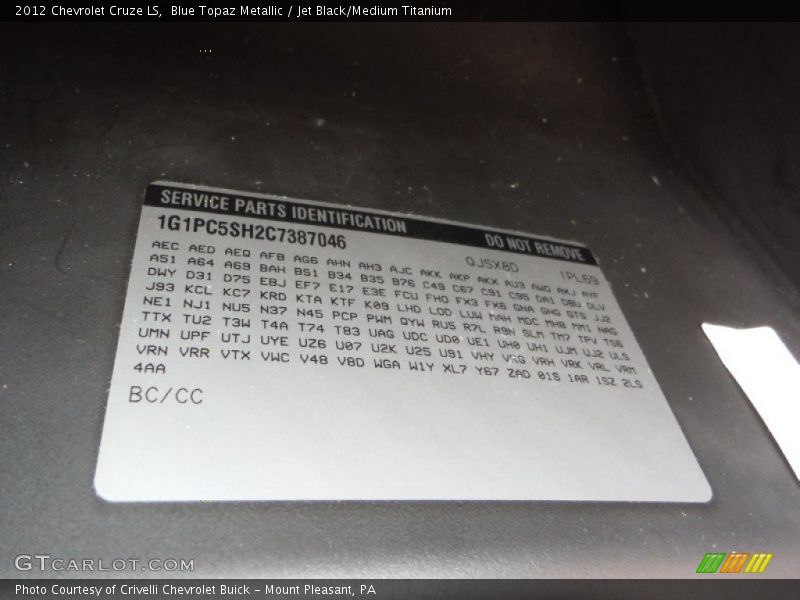 2012 Chevrolet Cruze LS, Blue Topaz Metallic / Jet Black/Medium Titanium
SERVICE PARTS IDENTIFICATION DO NOT REMOVE
1G1PC5SH2C7387046 QJSX8D 1PL69
AEC AED AEQ AFB AG6 AHN AH3 AJC AKK AKP AKX AU3 AWO AXJ AYF
A51 A64 A69 BAH BS1 B34 B35 B76 C49 C67 C91 C95 DA1 DBU DLV
DWY D31 D75 EBJ EF7 E17 E3E FCU FHO FX3 FX6 GNA GNG GTS JJ2
J93 KCL KC7 KRD KTA KTF K09 LHD LOD LUW MAH MDC MH8 MM1 NAG
NE1 NJ1 NU5 N37 N45 PCP PWM QYW RU5 R7L R9N SLM TM7 TPV TSB
TTX TU2 T3W T4A T74 T83 UAG UDC UD0 UE1 UH0 UH1 UJM UJ2 ULS
UMN UPF UTJ UYE UZ6 U07 U2K U25 U91 VHY VRG VRH VRK VRL VRM
VRN VRR VTX VWC V48 V8D WGA W1Y XL7 Y67 ZAD 01S 1AR 1SZ 2LS
4AA
BC/CC
GTCARLOT.COM
Photo Courtesy of Crivelli Chevrolet Buick – Mount Pleasant, PA